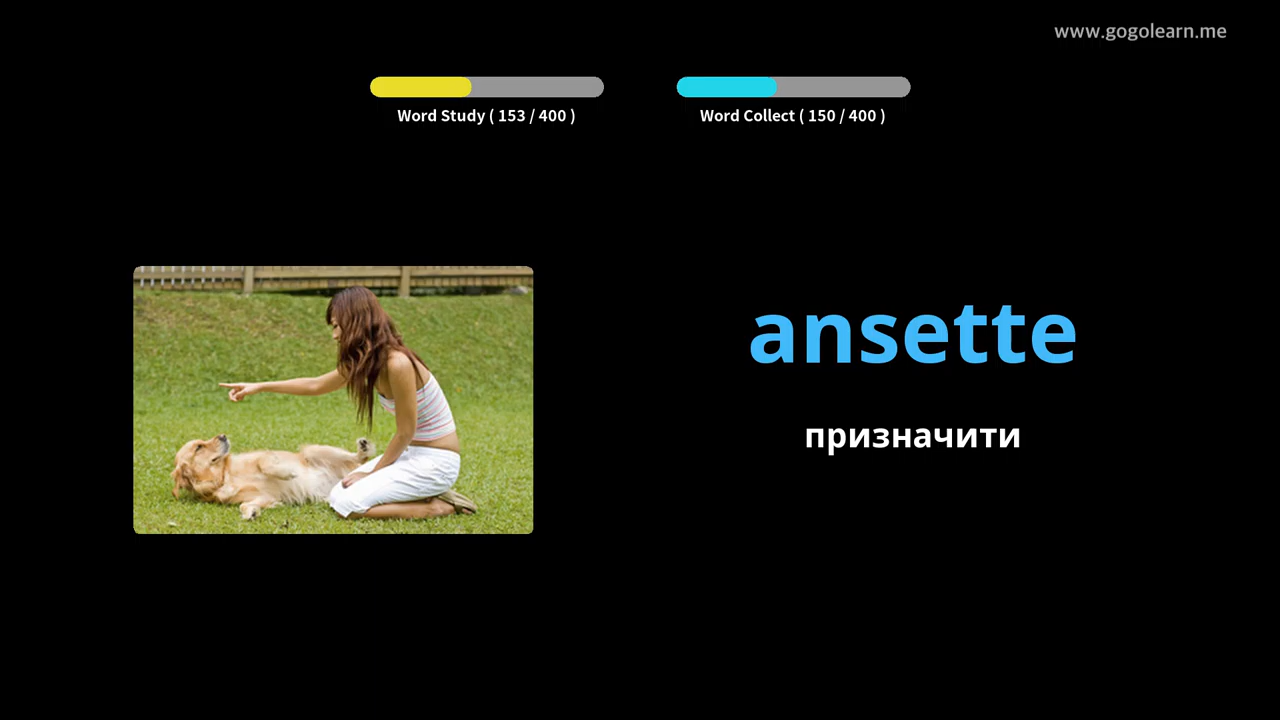 www.gogolearn.me
Word Study ( 153 / 400 )
Word Collect ( 150 / 400 )
ansette
призначити